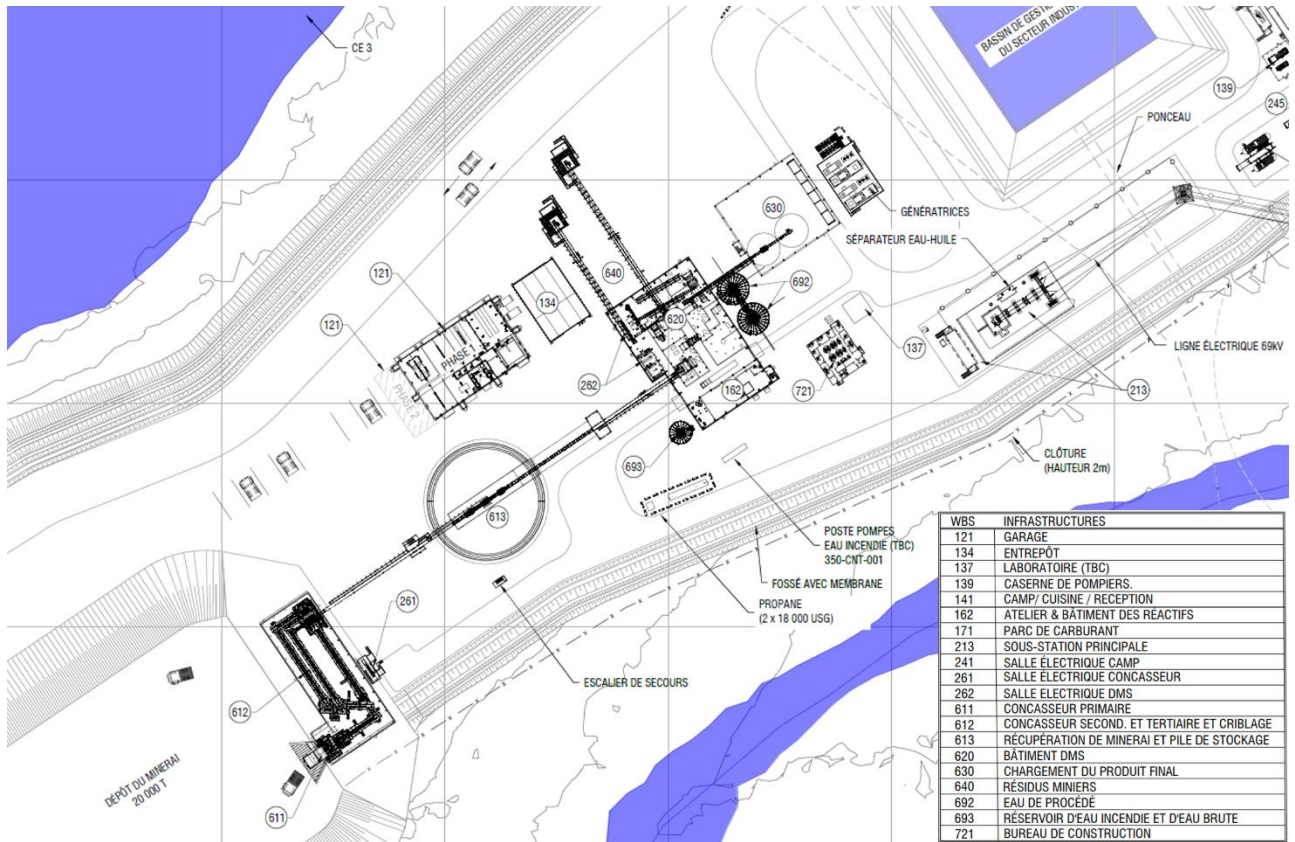 CE 3
BASSIN DE GESTI
DU SECTEUR INDUST
139
245
PONCEAU
GÉNÉRATRICES
630
SÉPARATEUR EAU-HUILE
121
134
640
692
620
121
PHASE 1
PHASE 2
262
162
721
137
LIGNE ÉLECTRIQUE 69kV
213
693
CLÔTURE
(HAUTEUR 2m)
613
POSTE POMPES
EAU INCENDIE (TBC)
350-CNT-001
FOSSÉ AVEC MEMBRANE
PROPANE
(2 x 18 000 USG)
261
ESCALIER DE SECOURS
612
DÉPÔT DU MINERAI
20 000 T
611
WBS INFRASTRUCTURES
121 GARAGE
134 ENTREPÔT
137 LABORATOIRE (TBC)
139 CASERNE DE POMPIERS.
141 CAMP/ CUISINE / RECEPTION
162 ATELIER & BÂTIMENT DES RÉACTIFS
171 PARC DE CARBURANT
213 SOUS-STATION PRINCIPALE
241 SALLE ÉLECTRIQUE CAMP
261 SALLE ÉLECTRIQUE CONCASSEUR
262 SALLE ELECTRIQUE DMS
611 CONCASSEUR PRIMAIRE
612 CONCASSEUR SECOND. ET TERTIAIRE ET CRIBLAGE
613 RÉCUPÉRATION DE MINERAI ET PILE DE STOCKAGE
620 BÂTIMENT DMS
630 CHARGEMENT DU PRODUIT FINAL
640 RÉSIDUS MINIERS
692 EAU DE PROCÉDÉ
693 RÉSERVOIR D'EAU INCENDIE ET D'EAU BRUTE
721 BUREAU DE CONSTRUCTION